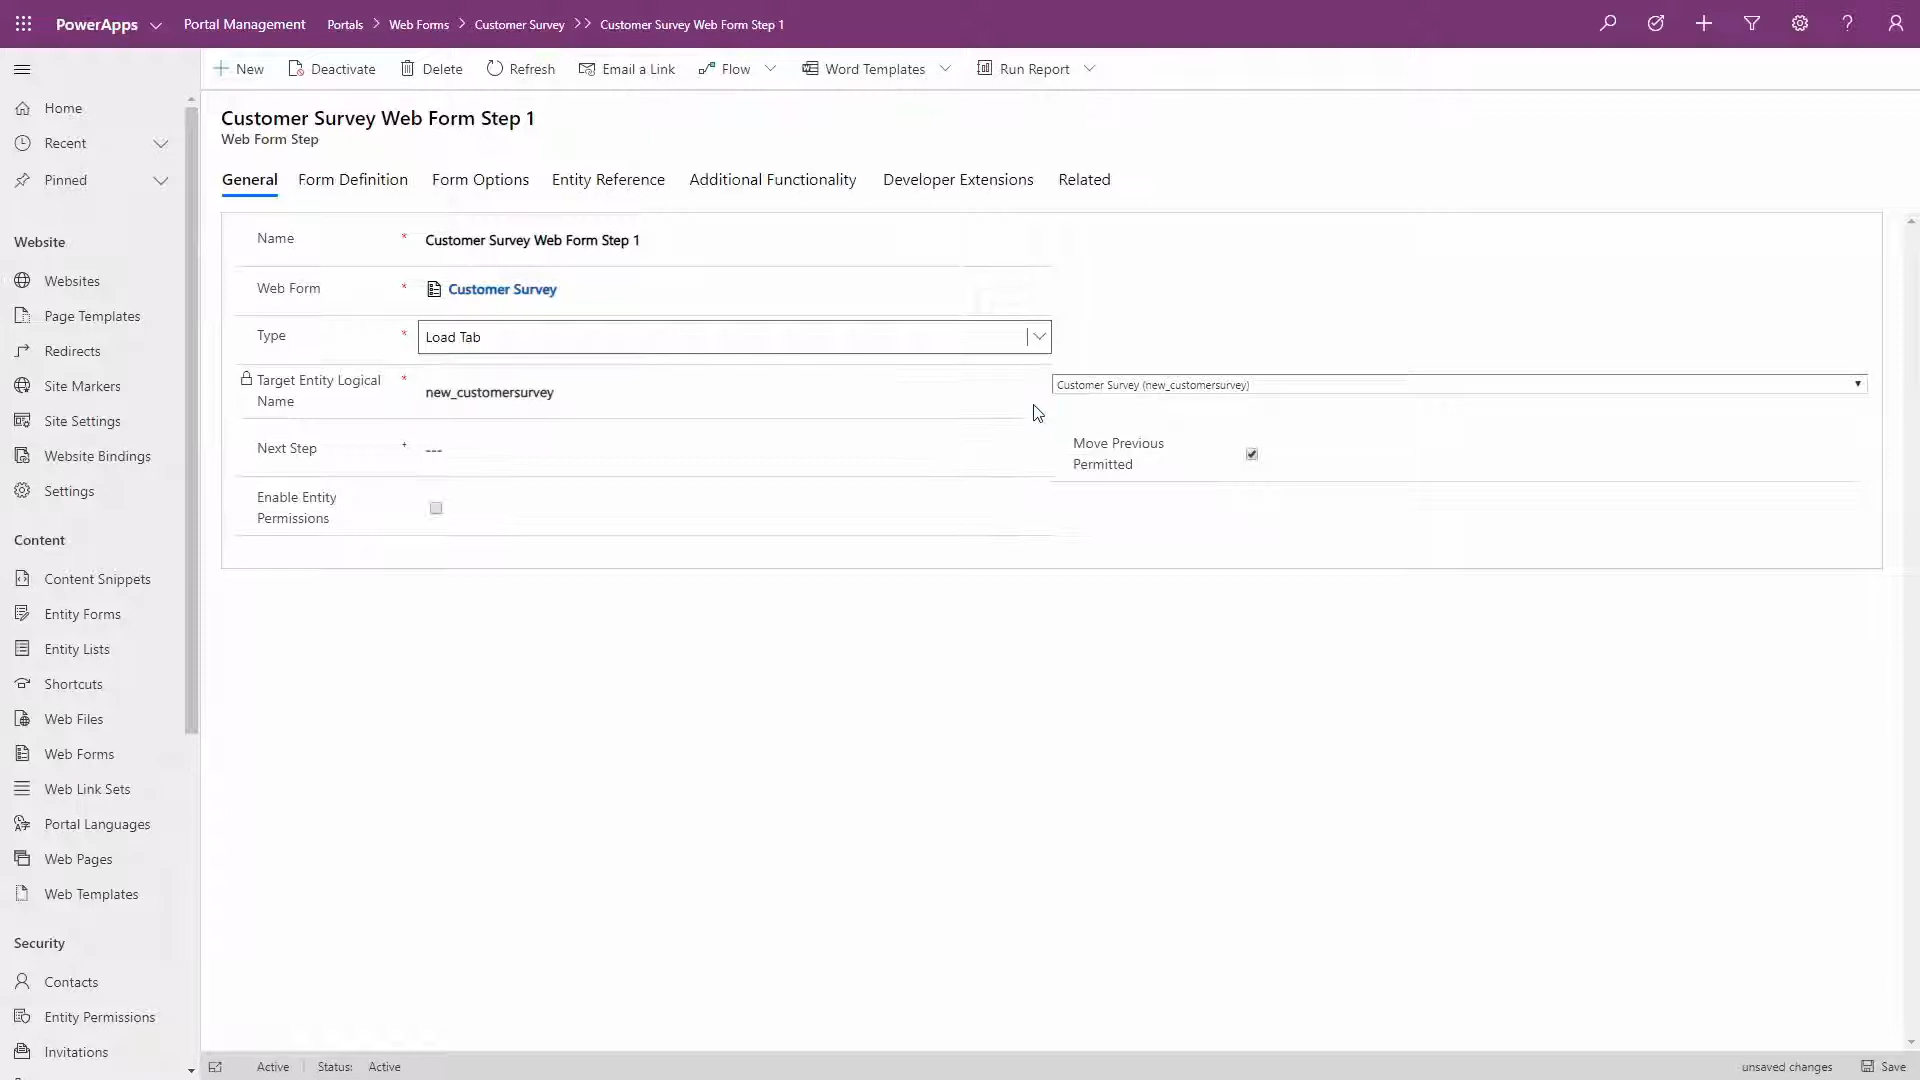 PowerApps
Portal Management
Portals > Web Forms > Customer Survey >> Customer Survey Web Form Step 1
New
Deactivate
Delete
Refresh
Email a Link
Flow
Word Templates
Run Report
Home
Recent
Pinned
Website
Websites
Page Templates
Redirects
Site Markers
Site Settings
Website Bindings
Settings
Content
Content Snippets
Entity Forms
Entity Lists
Shortcuts
Web Files
Web Forms
Web Link Sets
Portal Languages
Web Pages
Web Templates
Security
Contacts
Entity Permissions
Invitations
Customer Survey Web Form Step 1
Web Form Step
General
Form Definition
Form Options
Entity Reference
Additional Functionality
Developer Extensions
Related
Name * Customer Survey Web Form Step 1
Web Form * Customer Survey
Type * Load Tab
Target Entity Logical * new_customersurvey
Name
Customer Survey (new_customersurvey)
Next Step + ---
Move Previous
Permitted
Enable Entity
Permissions
Active
Status: Active
unsaved changes
Save